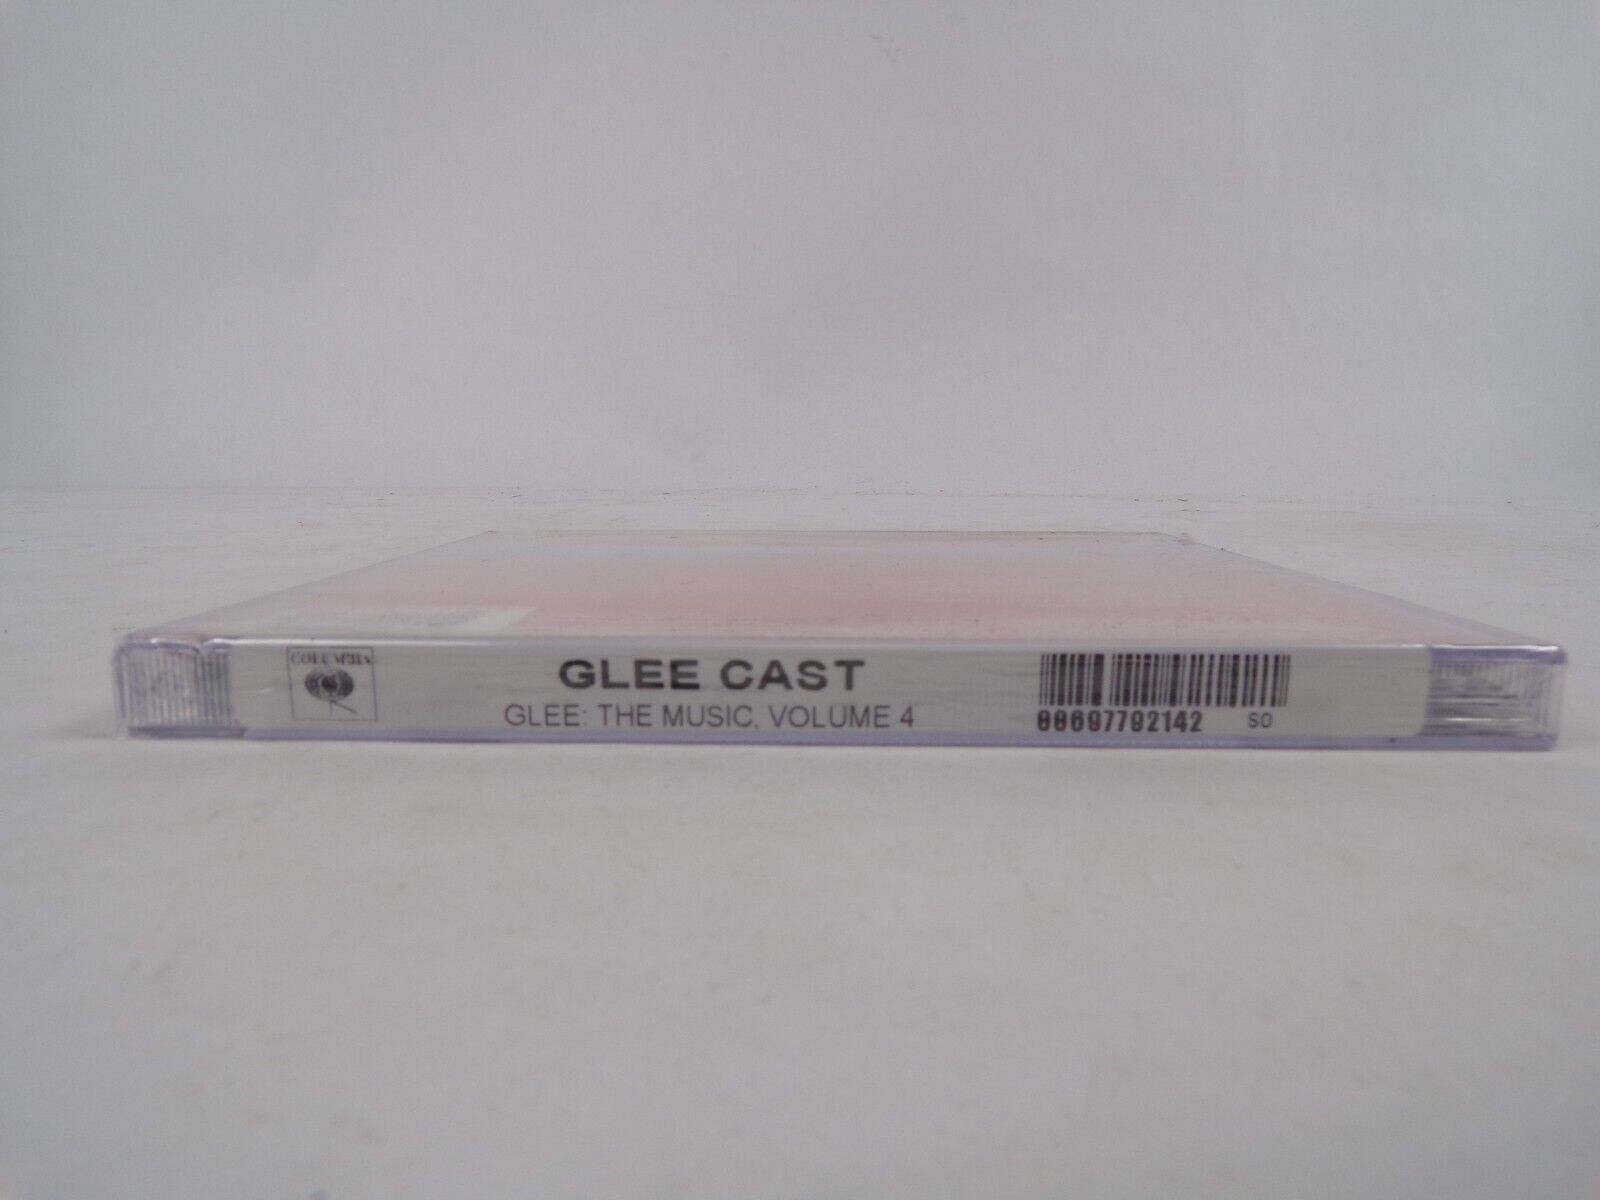 COLUMBIA
GLEE CAST
GLEE: THE MUSIC, VOLUME 4
88697792142 SO